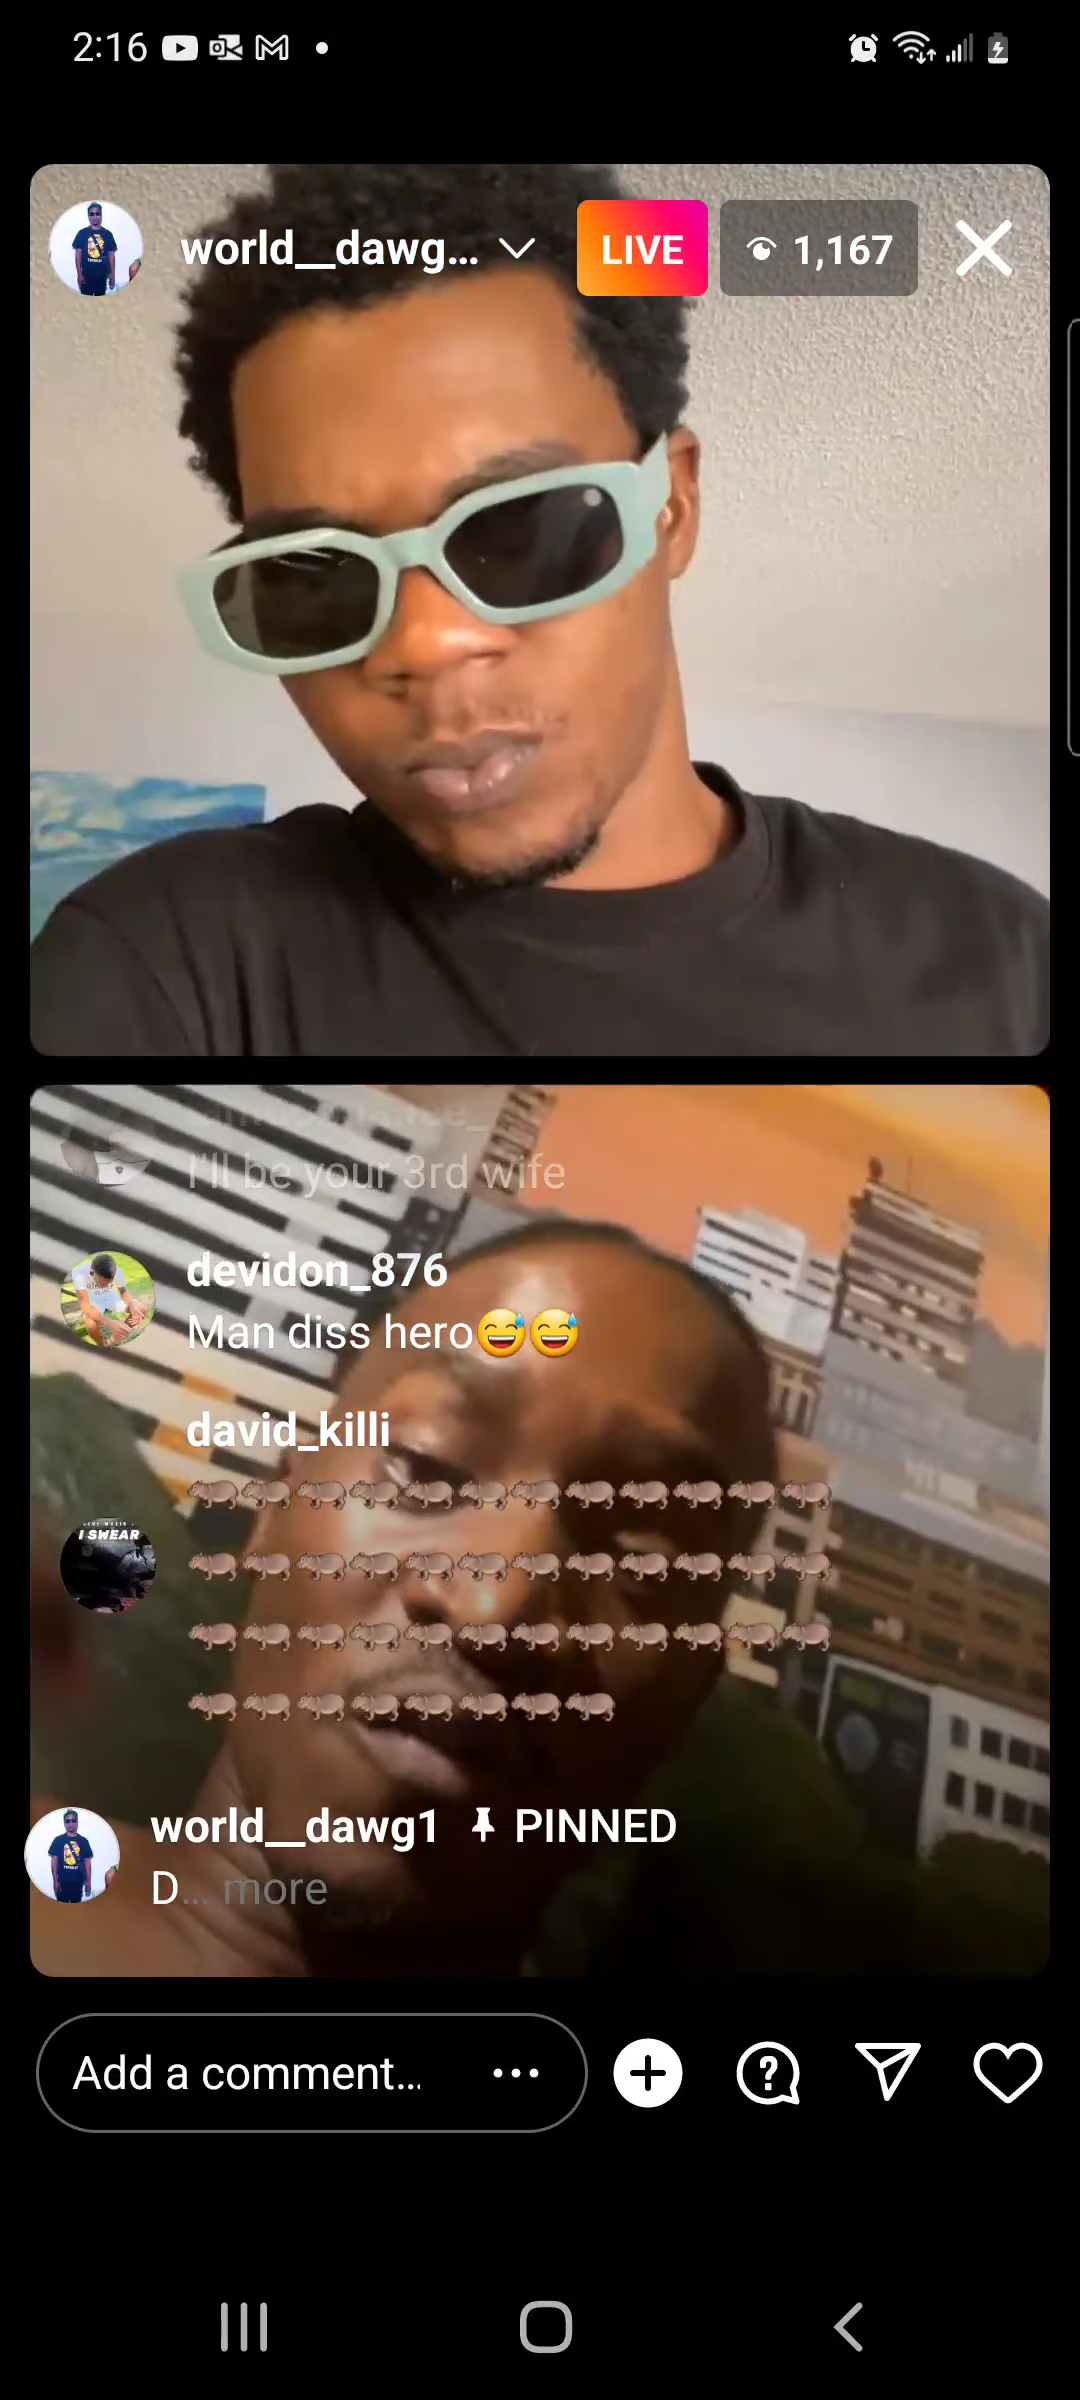 2:16
world__dawg...
LIVE
1,167
I'll be your 3rd wife
devidon_876
Man diss hero😅😅
david_killi
🦛🦛🦛🦛🦛🦛🦛🦛🦛🦛🦛🦛
🦛🦛🦛🦛🦛🦛🦛🦛🦛🦛🦛🦛
🦛🦛🦛🦛🦛🦛🦛🦛🦛🦛🦛🦛
🦛🦛🦛🦛🦛🦛🦛🦛
I SWEAR
world__dawg1 PINNED
D... more
Add a comment...